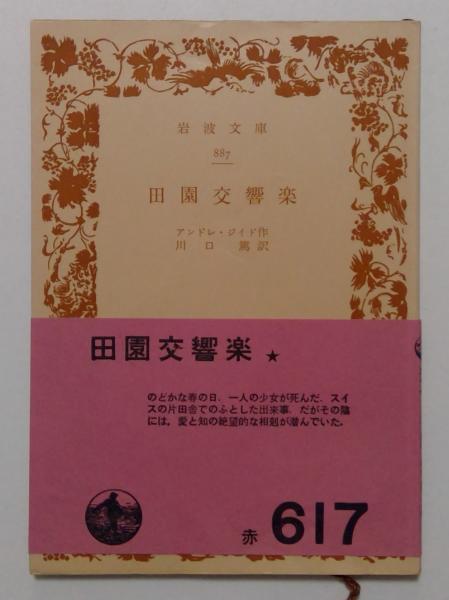 岩波文庫
887
田園交響楽
アンドレ・ジイド作
川口篤訳
田園交響楽 ★
のどかな春の日、一人の少女が死んだ。スイ
スの片田舎でのふとした出来事。だがその陰
には、愛と知の絶望的な相剋が潜んでいた。
赤 617